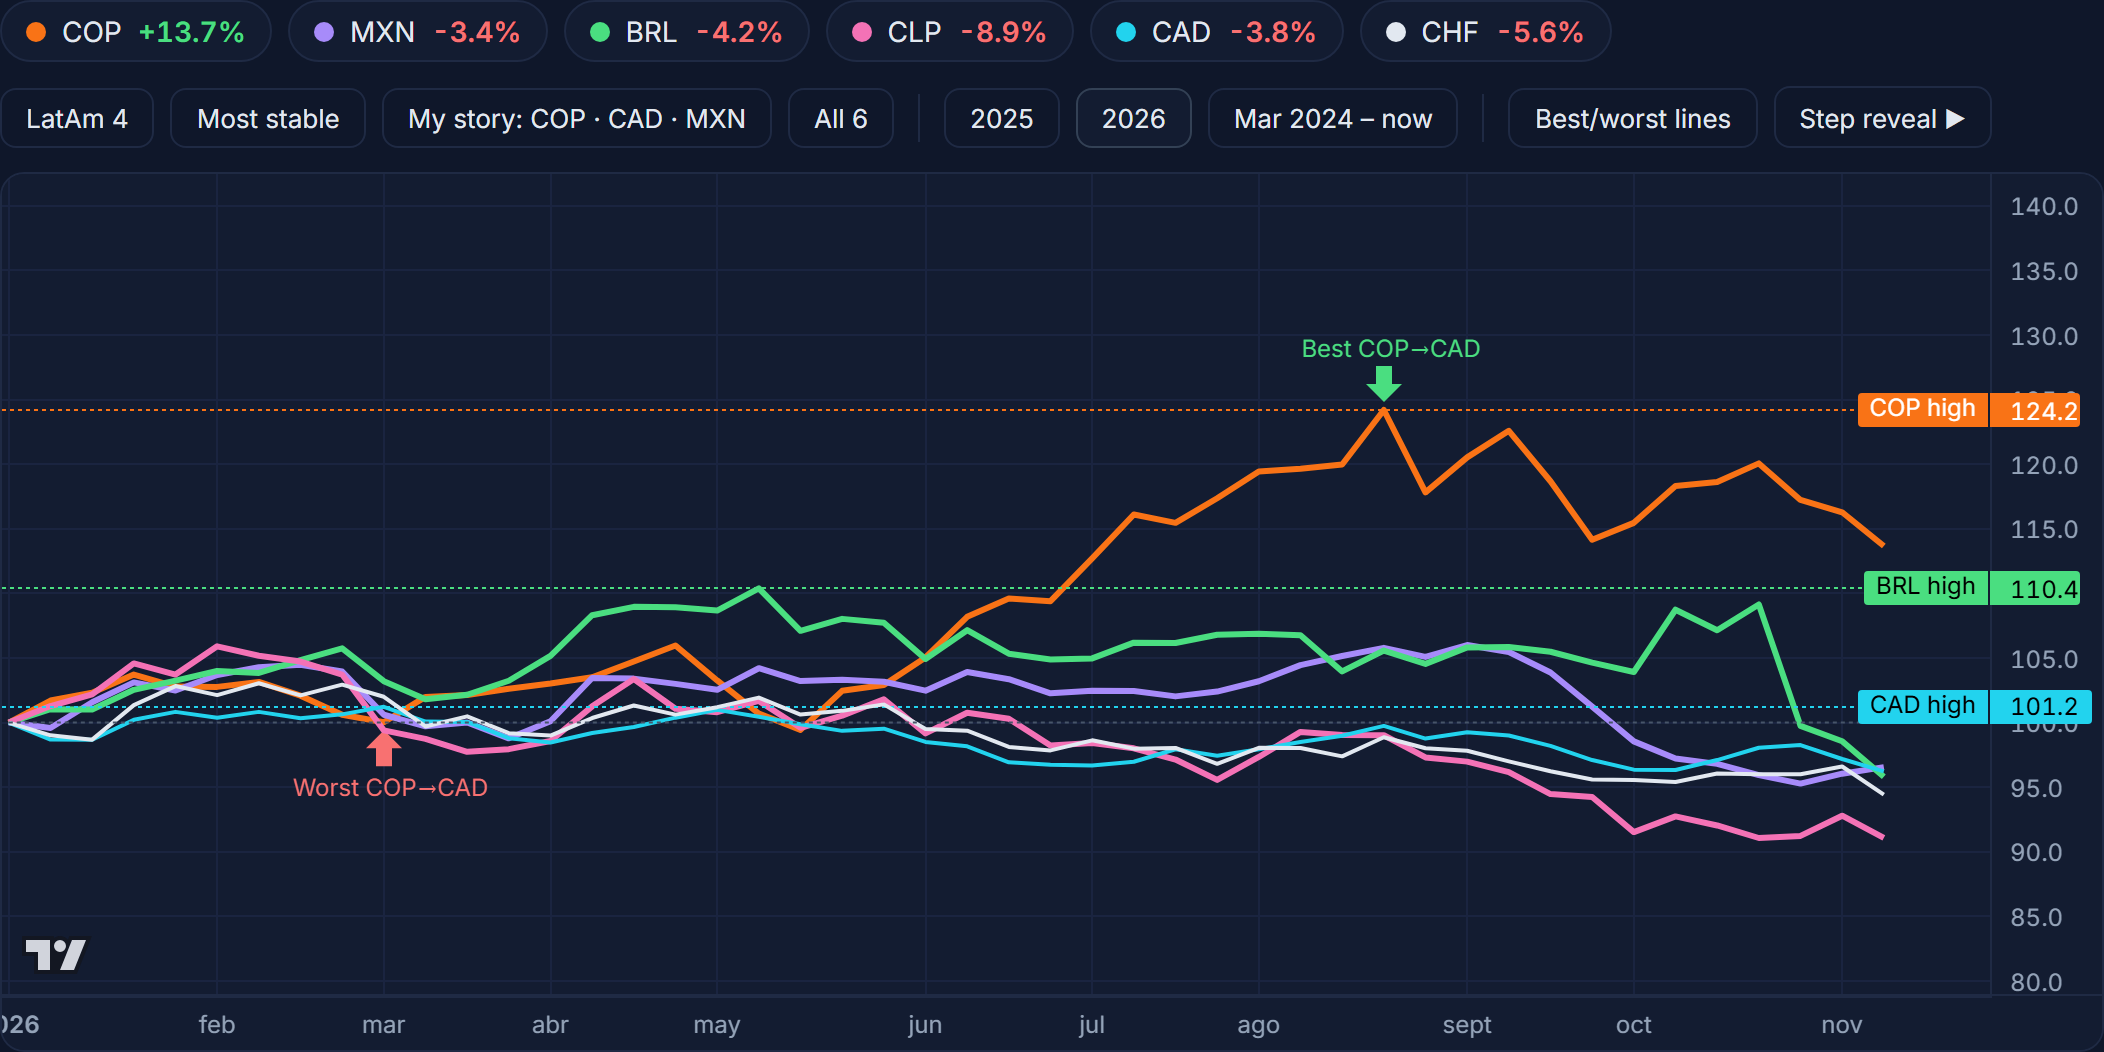 COP +13.7%
MXN -3.4%
BRL -4.2%
CLP -8.9%
CAD -3.8%
CHF -5.6%
LatAm 4
Most stable
My story: COP · CAD · MXN
All 6
2025
2026
Mar 2024 – now
Best/worst lines
Step reveal ▶
140.0
135.0
130.0
Best COP→CAD
COP high 124.2
120.0
115.0
BRL high 110.4
105.0
CAD high 101.2
100.0
Worst COP→CAD
95.0
90.0
85.0
80.0
026 feb mar abr may jun jul ago sept oct nov